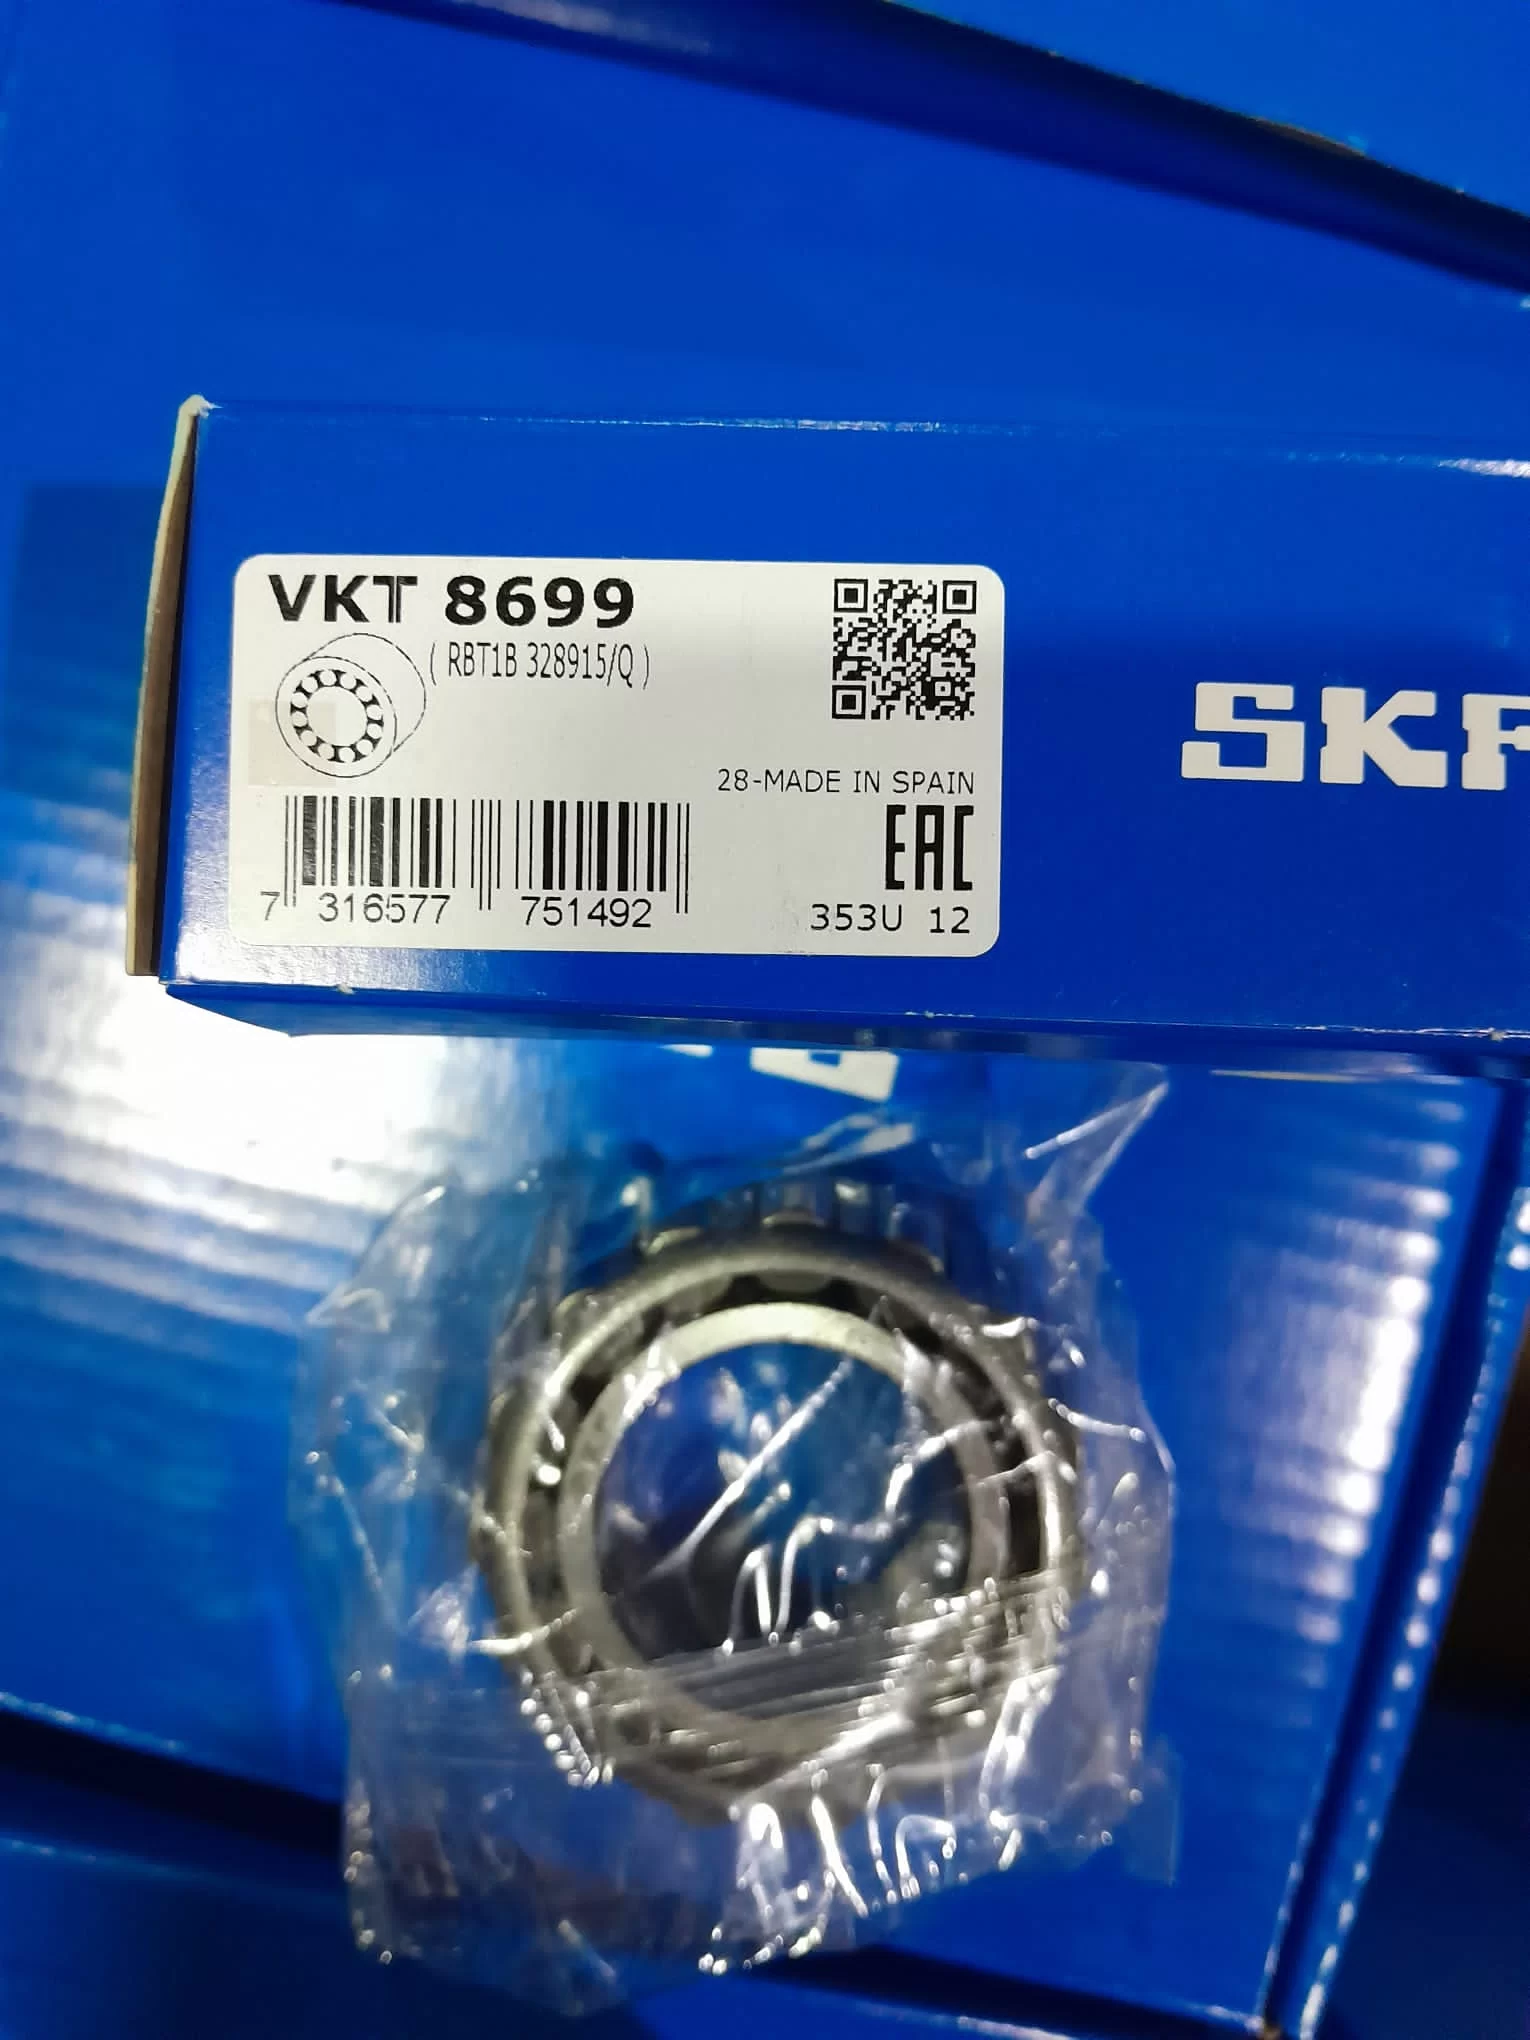 VKT 8699
( RBT1B 328915/Q )
SKF
28-MADE IN SPAIN
EAC
7 316577 751492
353U 12